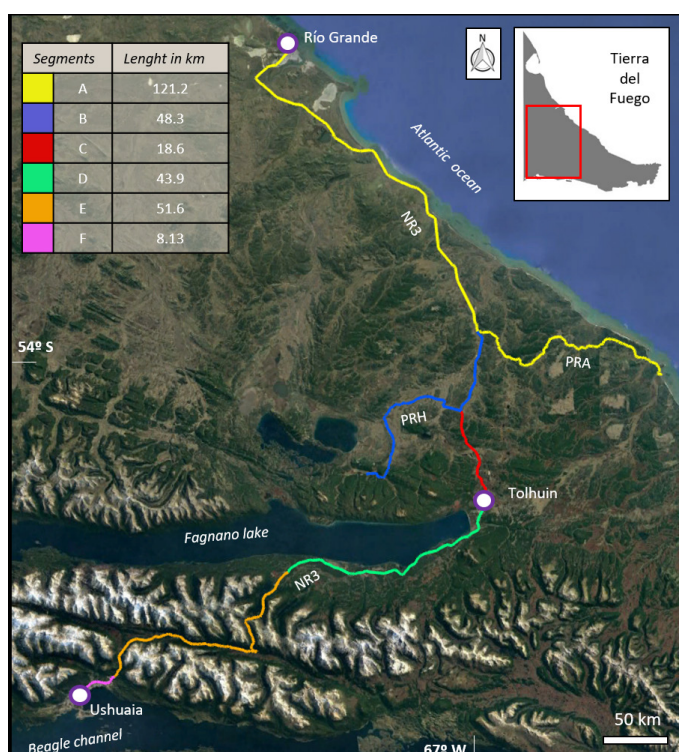 Segments Lenght in km
A 121.2
B 48.3
C 18.6
D 43.9
E 51.6
F 8.13
Río Grande
N
Tierra
del
Fuego
Atlantic ocean
NR3
54º S
PRA
PRH
Tolhuin
Fagnano lake
NR3
Ushuaia
Beagle channel
67º W
50 km